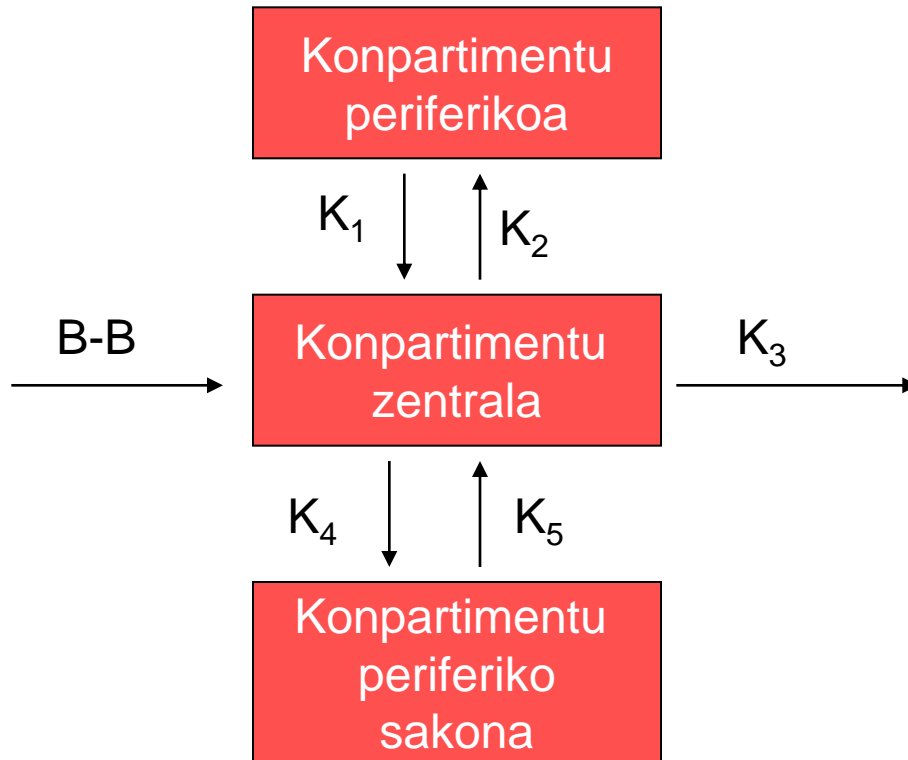 Konpartimentu
periferikoa
K₁
K₂
B-B
Konpartimentu
zentrala
K₃
K₄
K₅
Konpartimentu
periferiko
sakona